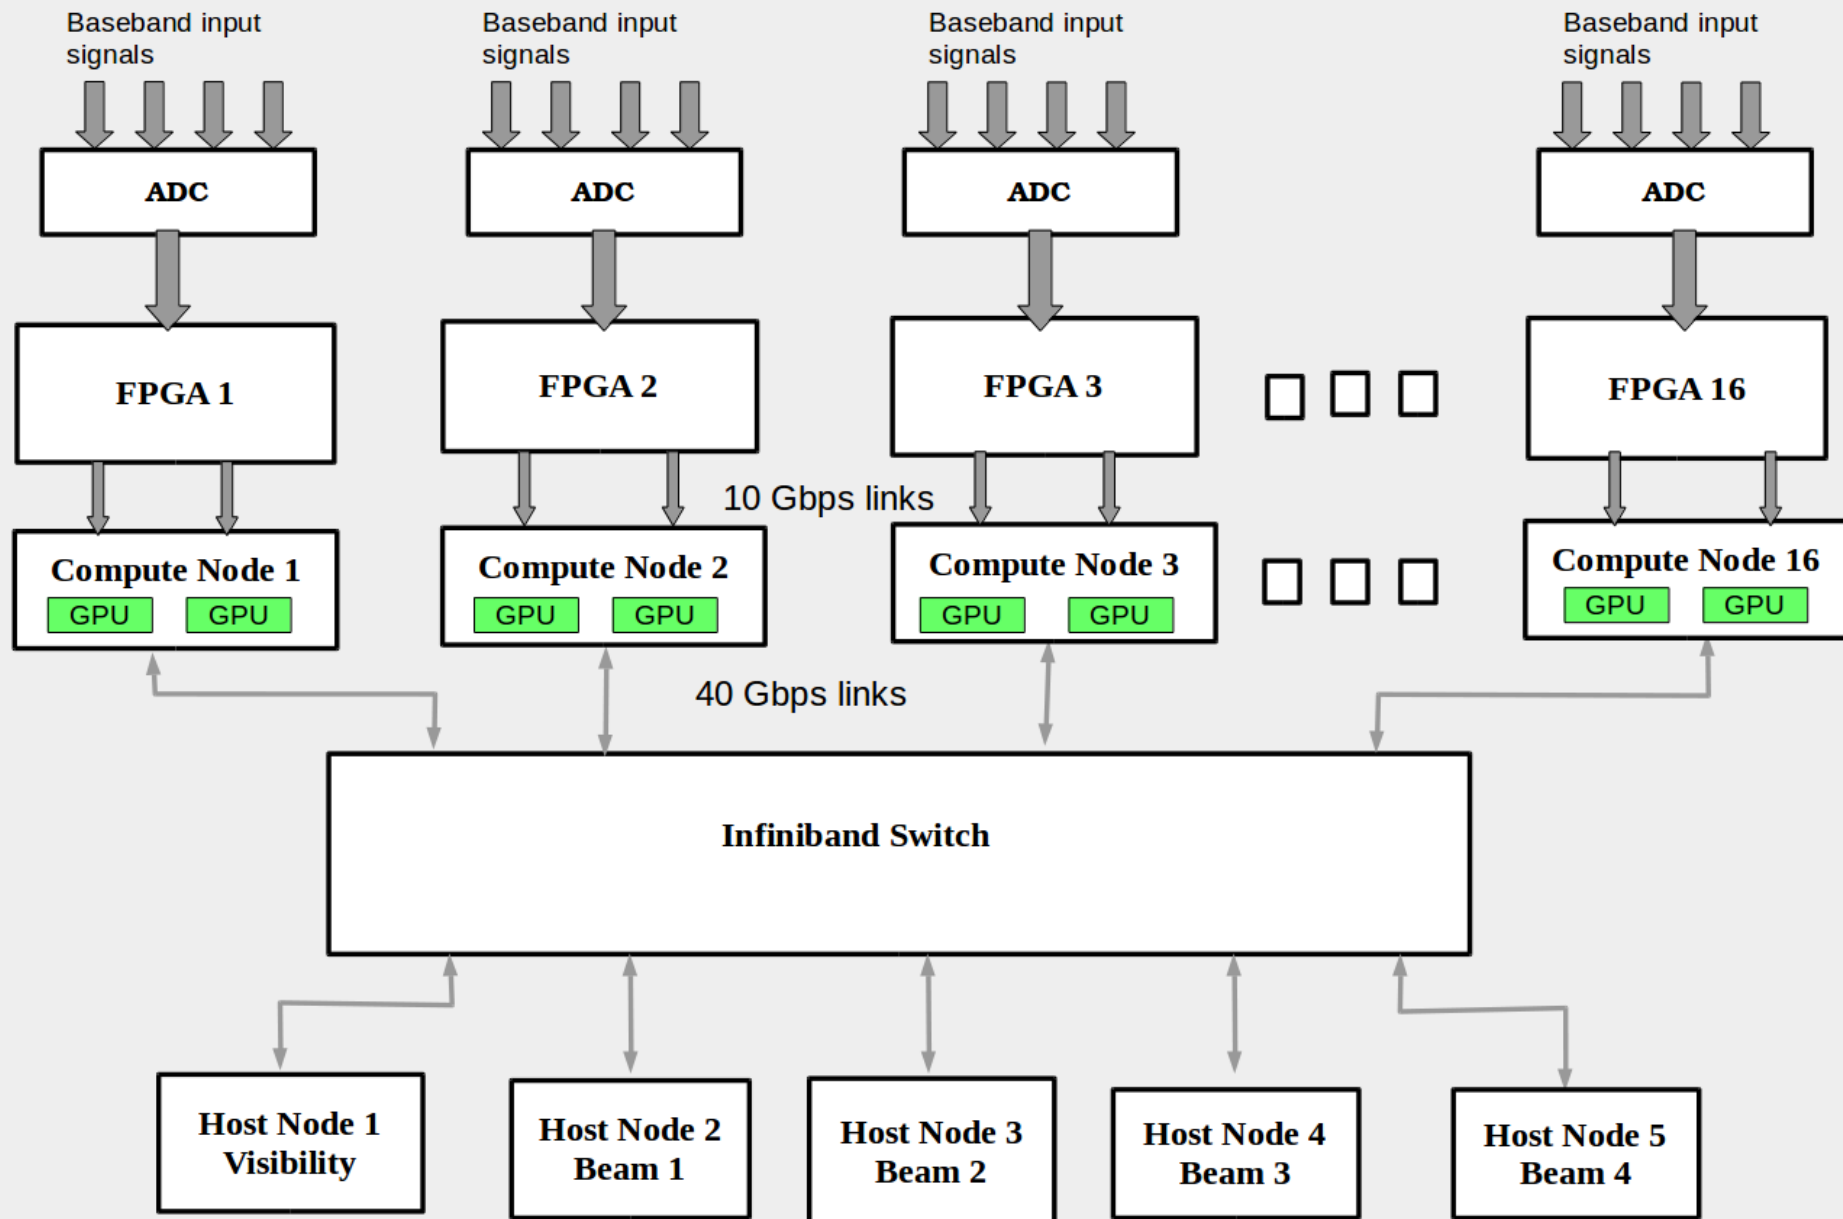 Baseband input
signals
Baseband input
signals
Baseband input
signals
Baseband input
signals
ADC
ADC
ADC
ADC
FPGA 1
FPGA 2
FPGA 3
FPGA 16
10 Gbps links
Compute Node 1
GPU GPU
Compute Node 2
GPU GPU
Compute Node 3
GPU GPU
Compute Node 16
GPU GPU
40 Gbps links
Infiniband Switch
Host Node 1
Visibility
Host Node 2
Beam 1
Host Node 3
Beam 2
Host Node 4
Beam 3
Host Node 5
Beam 4